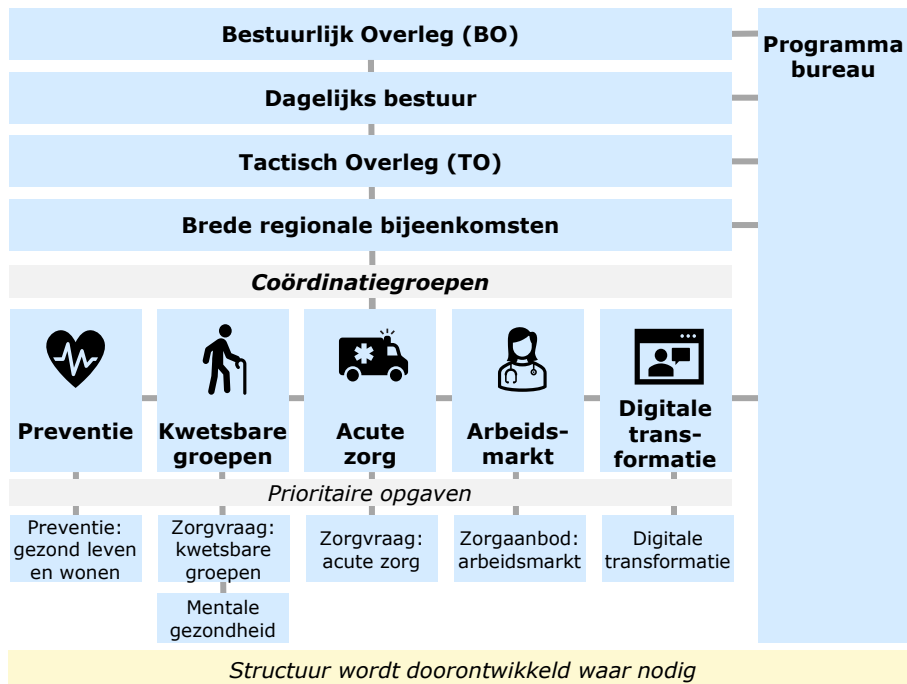 Bestuurlijk Overleg (BO)
Programma
bureau
Dagelijks bestuur
Tactisch Overleg (TO)
Brede regionale bijeenkomsten
Coördinatiegroepen
Preventie
Kwetsbare
groepen
Acute
zorg
Arbeids-
markt
Digitale
trans-
formatie
Prioritaire opgaven
Preventie:
gezond leven
en wonen
Zorgvraag:
kwetsbare
groepen
Zorgvraag:
acute zorg
Zorgaanbod:
arbeidsmarkt
Digitale
transformatie
Mentale
gezondheid
Structuur wordt doorontwikkeld waar nodig